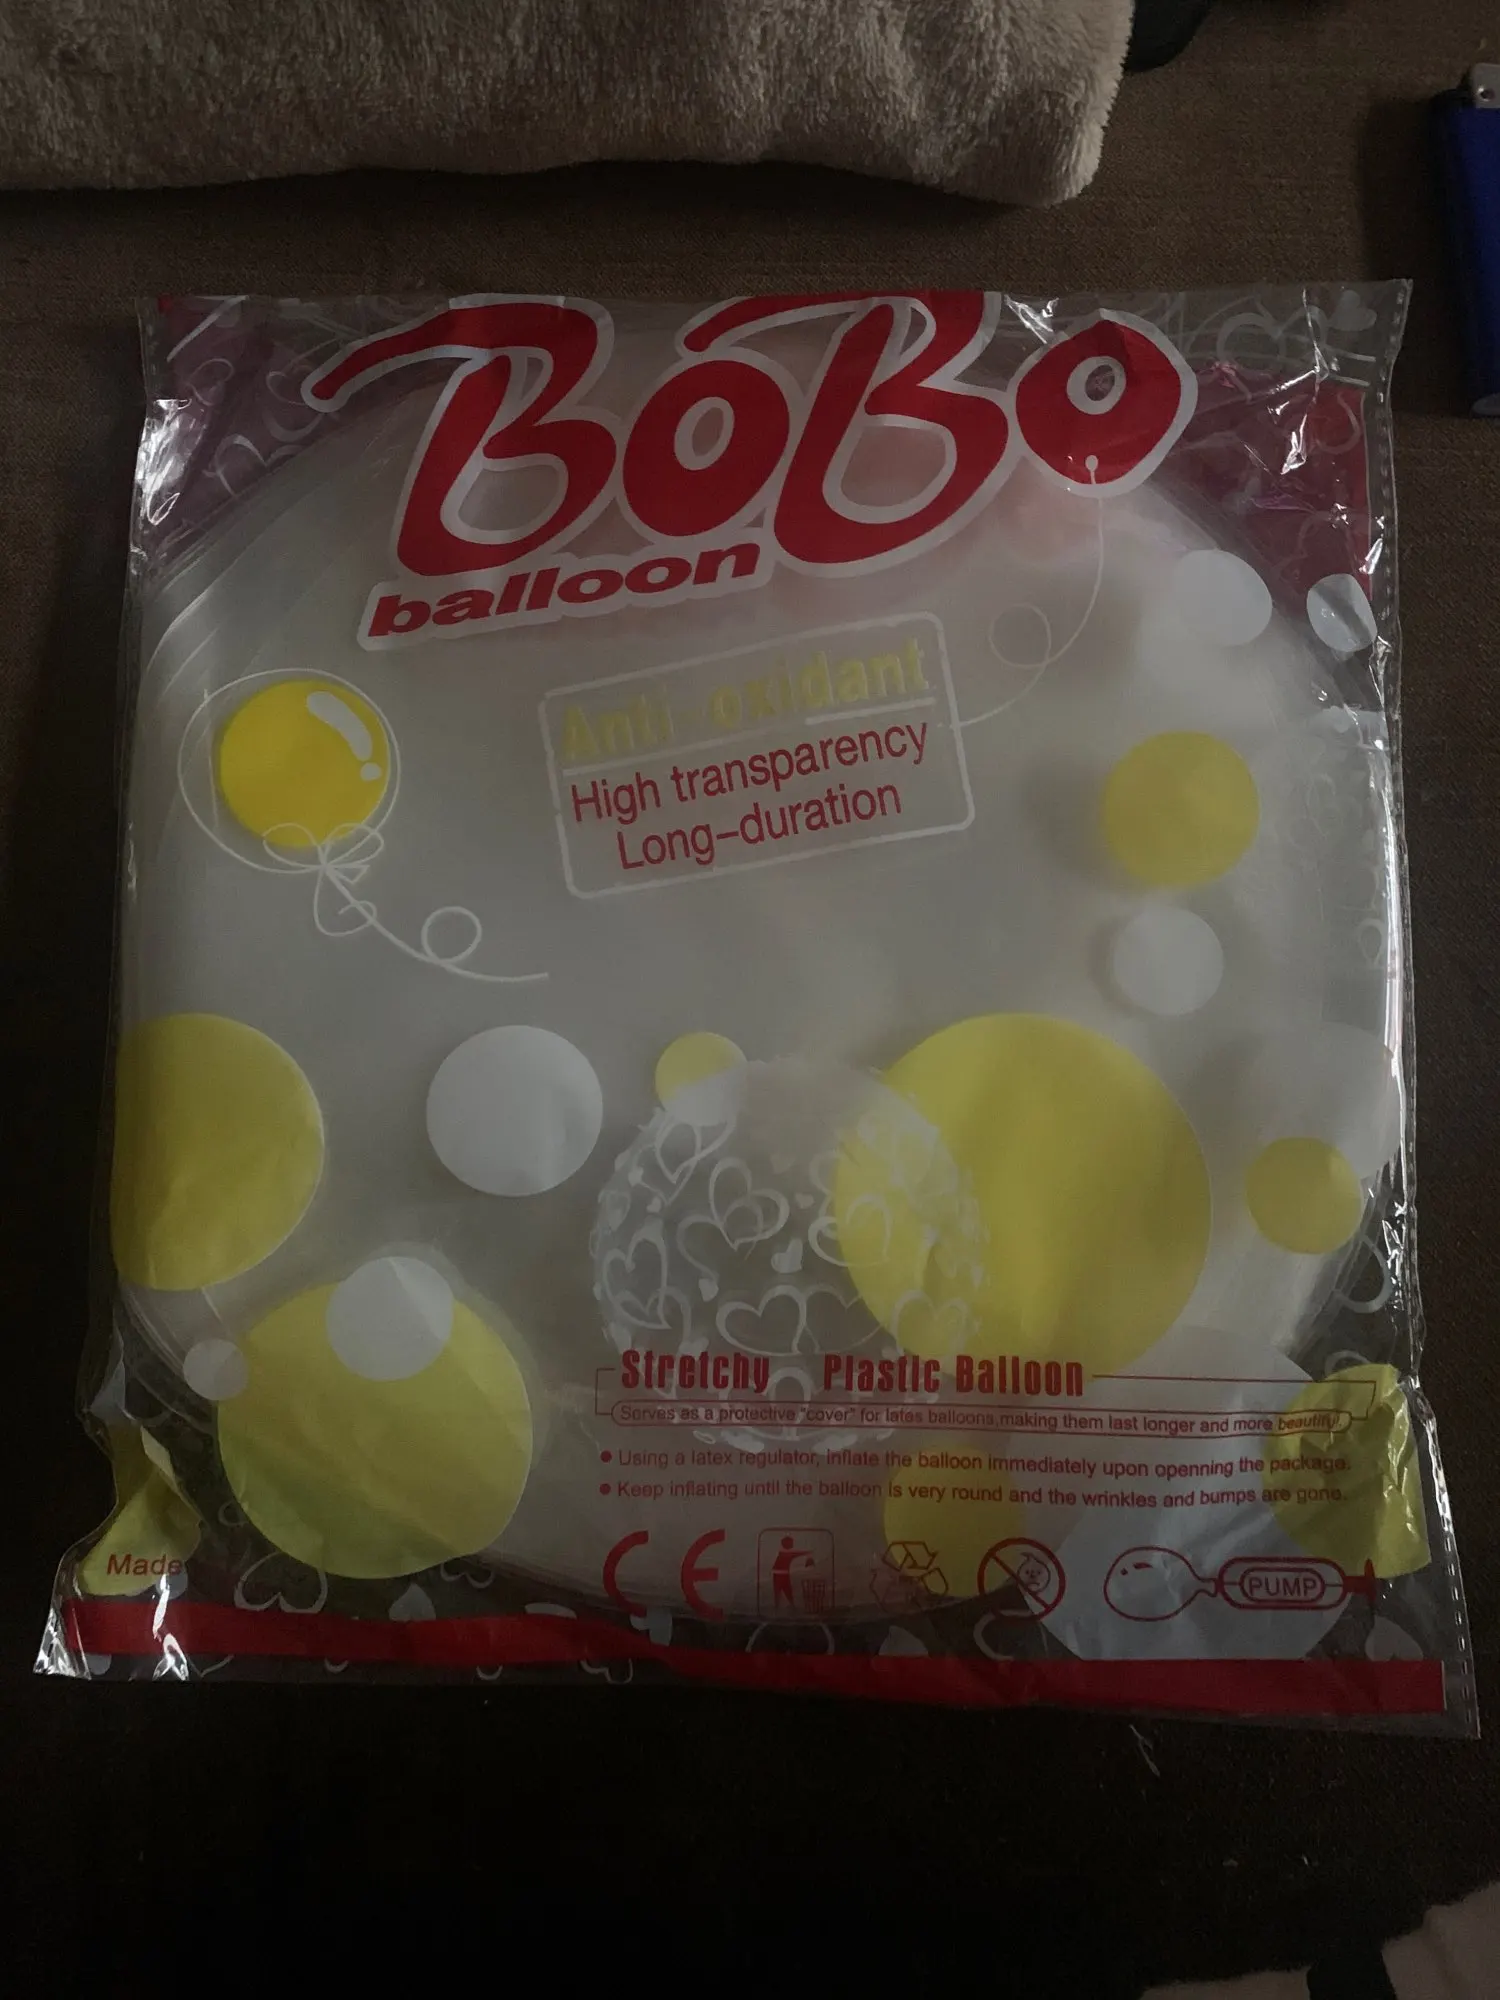 BoBo
balloon
Anti-oxidant
High transparency
Long-duration
Stretchy Plastic Balloon
Serves as a protective "cover" for lates balloons,making them last longer and more beautiful.
Using a latex regulator, inflate the balloon immediately upon openning the package.
Keep inflating until the balloon is very round and the wrinkles and bumps are gone.
Made
CE
PUMP